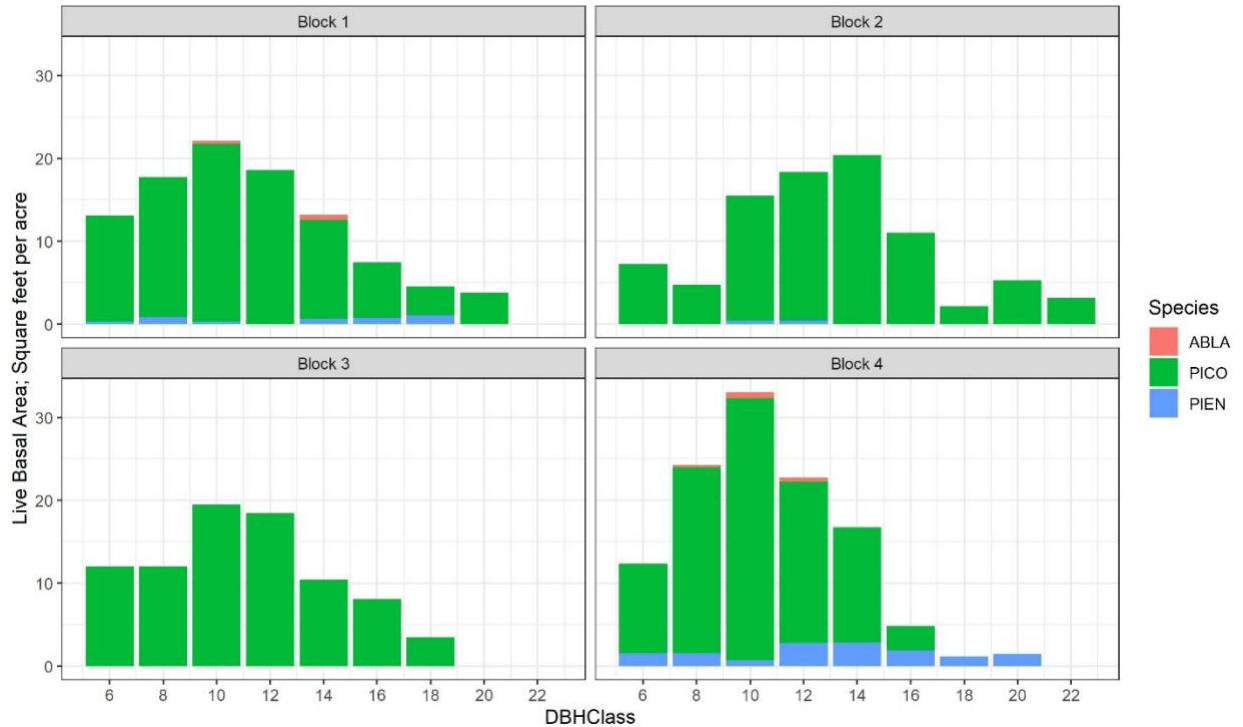 Block 1
Block 2
30
20
10
0
Block 3
Block 4
30
20
10
0
6 8 10 12 14 16 18 20 22
6 8 10 12 14 16 18 20 22
DBHClass
Live Basal Area; Square feet per acre
Species
ABLA
PICO
PIEN